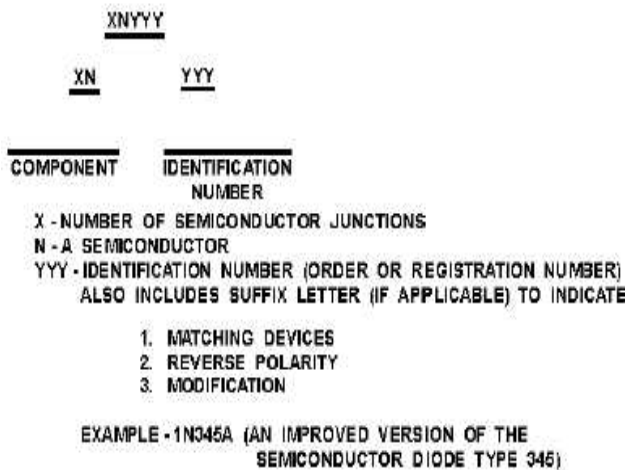 XNYYY
XN YYY
COMPONENT IDENTIFICATION
NUMBER
X - NUMBER OF SEMICONDUCTOR JUNCTIONS
N - A SEMICONDUCTOR
YYY - IDENTIFICATION NUMBER (ORDER OR REGISTRATION NUMBER)
ALSO INCLUDES SUFFIX LETTER (IF APPLICABLE) TO INDICATE
1. MATCHING DEVICES
2. REVERSE POLARITY
3. MODIFICATION
EXAMPLE - 1N345A (AN IMPROVED VERSION OF THE
SEMICONDUCTOR DIODE TYPE 345)